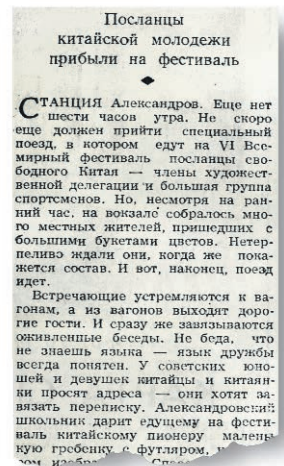 Посланцы
китайской молодежи
прибыли на фестиваль
СТАНЦИЯ Александров. Еще нет
шести часов утра. Не скоро
еще должен прийти специальный
поезд, в котором едут на VI Все-
мирный фестиваль посланцы сво-
бодного Китая — члены художест-
венной делегации и большая группа
спортсменов. Но, несмотря на ран-
ний час, на вокзале собралось мно-
го местных жителей, пришедших с
большими букетами цветов. Нетер-
пеливо ждали они, когда же пока-
жется состав. И вот, наконец, поезд
идет.
Встречающие устремляются к ва-
гонам, а из вагонов выходят доро-
гие гости. И сразу же завязываются
оживленные беседы. Не беда, что
не знаешь языка — язык дружбы
всегда понятен. У советских юно-
шей и девушек китайцы и китаян-
ки просят адреса — они хотят за-
вязать переписку. Александровский
школьник дарит едущему на фести-
валь китайскому пионеру малень
кую гребенку с футляром,